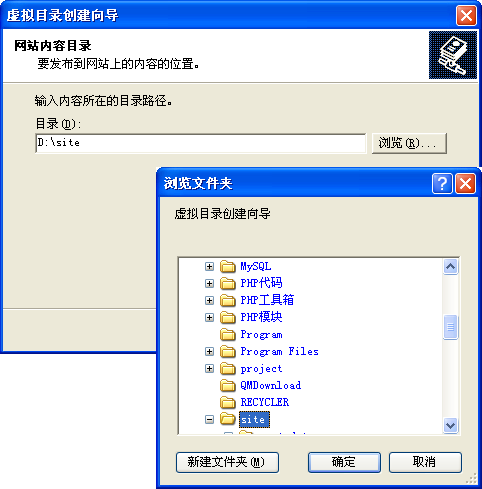 虚拟目录创建向导
网站内容目录
要发布到网站上的内容的位置。
输入内容所在的目录路径。
目录(D):
D:\site
浏览(R)...
浏览文件夹
虚拟目录创建向导
MySQL
PHP代码
PHP工具箱
PHP模块
Program
Program Files
project
QMDownload
RECYCLER
site
新建文件夹(M)
确定
取消